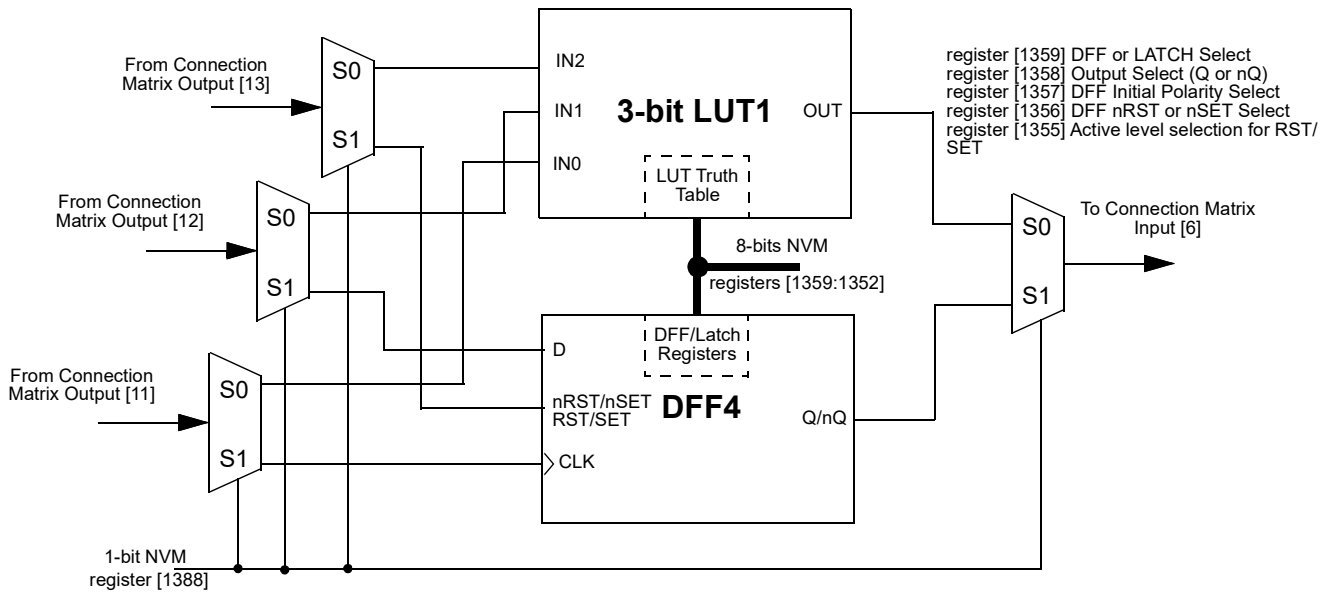 From Connection
Matrix Output [13]
S0
S1
IN2
IN1
IN0
3-bit LUT1
OUT
LUT Truth
Table
register [1359] DFF or LATCH Select
register [1358] Output Select (Q or nQ)
register [1357] DFF Initial Polarity Select
register [1356] DFF nRST or nSET Select
register [1355] Active level selection for RST/
SET
From Connection
Matrix Output [12]
S0
S1
8-bits NVM
registers [1359:1352]
To Connection Matrix
Input [6]
S0
S1
From Connection
Matrix Output [11]
S0
S1
DFF/Latch
Registers
D
nRST/nSET
RST/SET
DFF4
Q/nQ
CLK
1-bit NVM
register [1388]